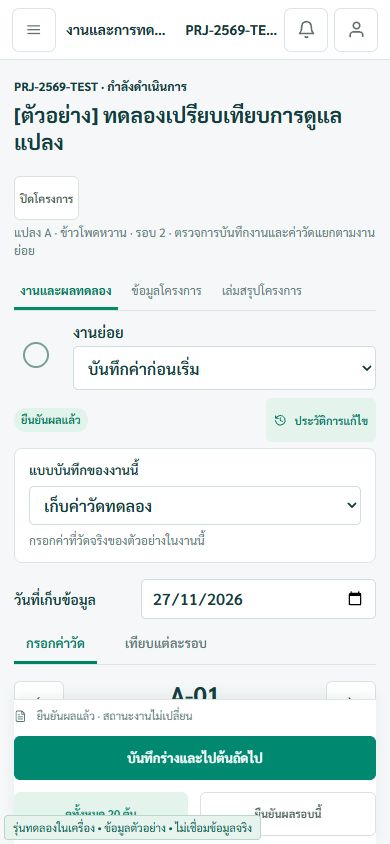 งานและการทด...
PRJ-2569-TE...
PRJ-2569-TEST · กำลังดำเนินการ
[ตัวอย่าง] ทดลองเปรียบเทียบการดูแล
แปลง
ปิดโครงการ
แปลง A · ข้าวโพดหวาน · รอบ 2 · ตรวจการบันทึกงานและค่าวัดแยกตามงาน
ย่อย
งานและผลทดลอง
ข้อมูลโครงการ
เล่มสรุปโครงการ
งานย่อย
บันทึกค่าก่อนเริ่ม
ยืนยันผลแล้ว
ประวัติการแก้ไข
แบบบันทึกของงานนี้
เก็บค่าวัดทดลอง
กรอกค่าที่วัดจริงของตัวอย่างในงานนี้
วันที่เก็บข้อมูล
27/11/2026
กรอกค่าวัด
เทียบแต่ละรอบ
A-01
ยืนยันผลแล้ว · สถานะงานไม่เปลี่ยน
บันทึกร่างและไปต้นถัดไป
20 ต้น
ยืนยันผลรอบนี้
รุ่นทดลองในเครื่อง • ข้อมูลตัวอย่าง • ไม่เชื่อมข้อมูลจริง